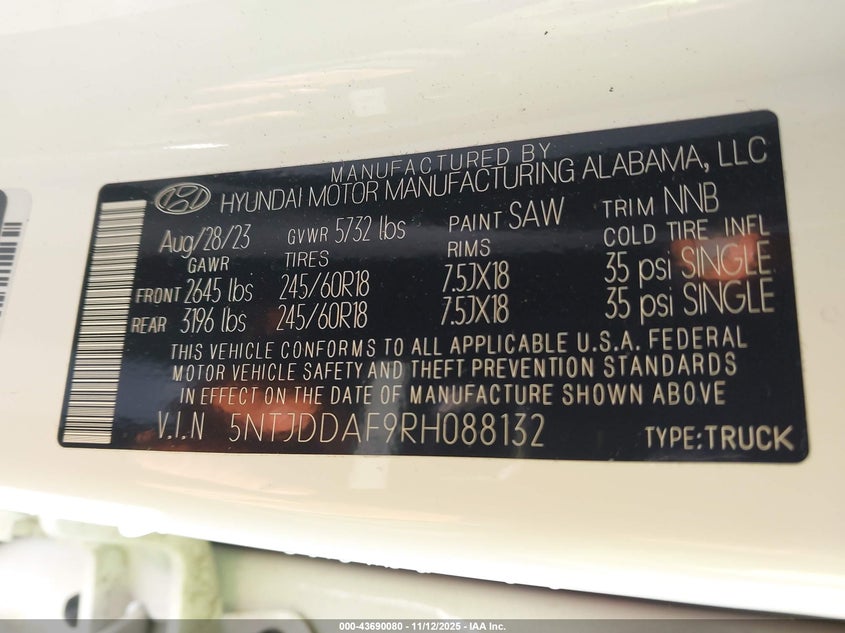 MANUFACTURED BY
HYUNDAI MOTOR MANUFACTURING ALABAMA, LLC
Aug/28/23 GVWR 5732 lbs PAINT SAW TRIM NNB
GAWR TIRES RIMS COLD TIRE INFL
FRONT 2645 lbs 245/60R18 7.5JX18 35 psi SINGLE
REAR 3196 lbs 245/60R18 7.5JX18 35 psi SINGLE
THIS VEHICLE CONFORMS TO ALL APPLICABLE U.S.A. FEDERAL
MOTOR VEHICLE SAFETY AND THEFT PREVENTION STANDARDS
IN EFFECT ON THE DATE OF MANUFACTURE SHOWN ABOVE
V.I.N 5NTJDDAF9RH088132 TYPE:TRUCK
000-43690080 - 11/12/2025 - IAA Inc.